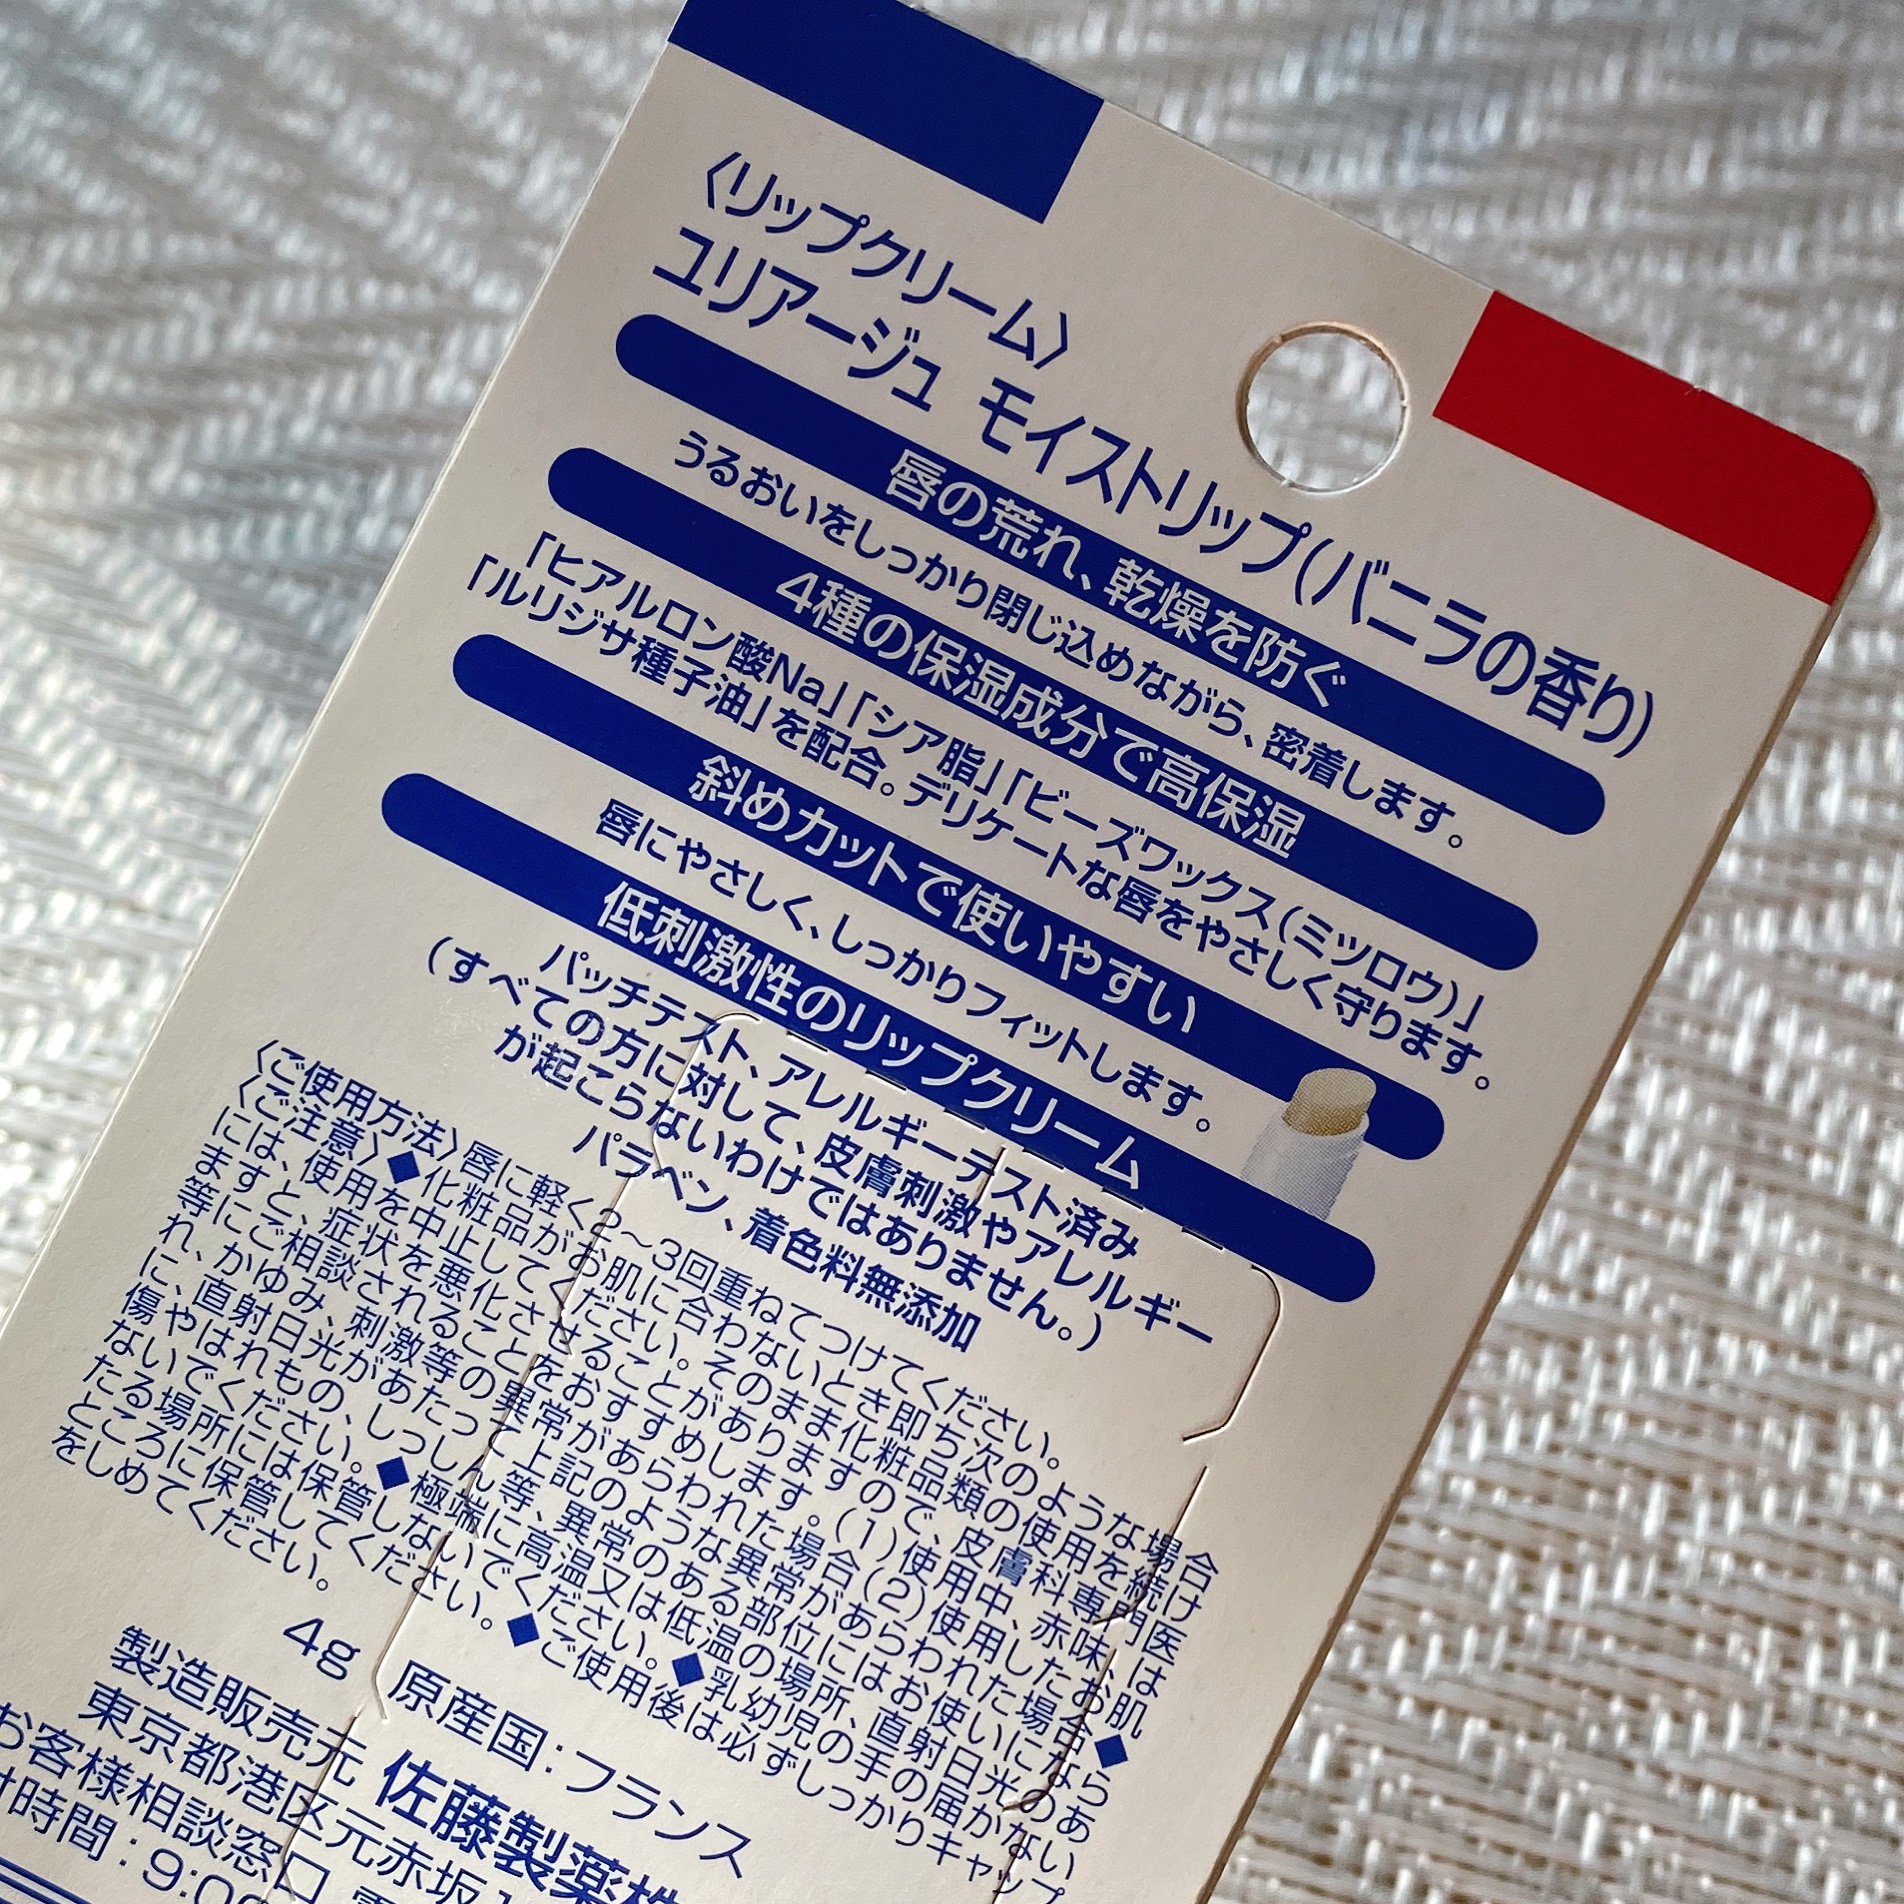 〈リップクリーム〉
ユリアージュ モイストリップ(バニラの香り)
唇の荒れ、乾燥を防ぐ
うるおいをしっかり閉じ込めながら、密着します。
4種の保湿成分で高保湿
「ヒアルロン酸Na」「シア脂」「ビーズワックス(ミツロウ)」
「ルリジサ種子油」を配合。デリケートな唇をやさしく守ります。
斜めカットで使いやすい
唇にやさしく、しっかりフィットします。
低刺激性のリップクリーム
パッチテスト、アレルギーテスト済み
(すべての方に対して、皮膚刺激やアレルギー
が起こらないわけではありません。)
パラベン、着色料無添加
〈ご使用方法〉唇に軽く2〜3回重ねてつけてください。
〈ご注意〉◆化粧品がお肌に合わないとき即ち次のような場合
には、使用を中止してください。そのまま化粧品類の使用を続け
ますと、症状を悪化させることがありますので、皮膚科専門医
等にご相談されることをおすすめします。(1)使用中、赤味、は
れ、かゆみ、刺激等の異常があらわれた場合(2)使用したお肌
に、直射日光があたって上記のような異常があらわれた場合◆
傷やはれもの、しっしん等、異常のある部位にはお使いになら
ないでください。◆極端に高温又は低温の場所、直射日光のあ
たる場所には保管しないでください。◆乳幼児の手の届かない
ところに保管してください。◆ご使用後は必ずしっかりキャップ
をしめてください。
4g 原産国:フランス
製造販売元 佐藤製薬株
東京都港区元赤坂1
お客様相談窓口 電
付時間:9:00